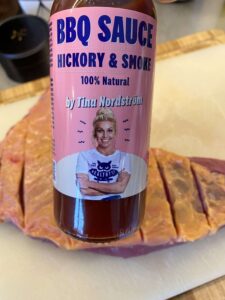 BBQ SAUCE
HICKORY & SMOKE
100% Natural
by Tina Nordström